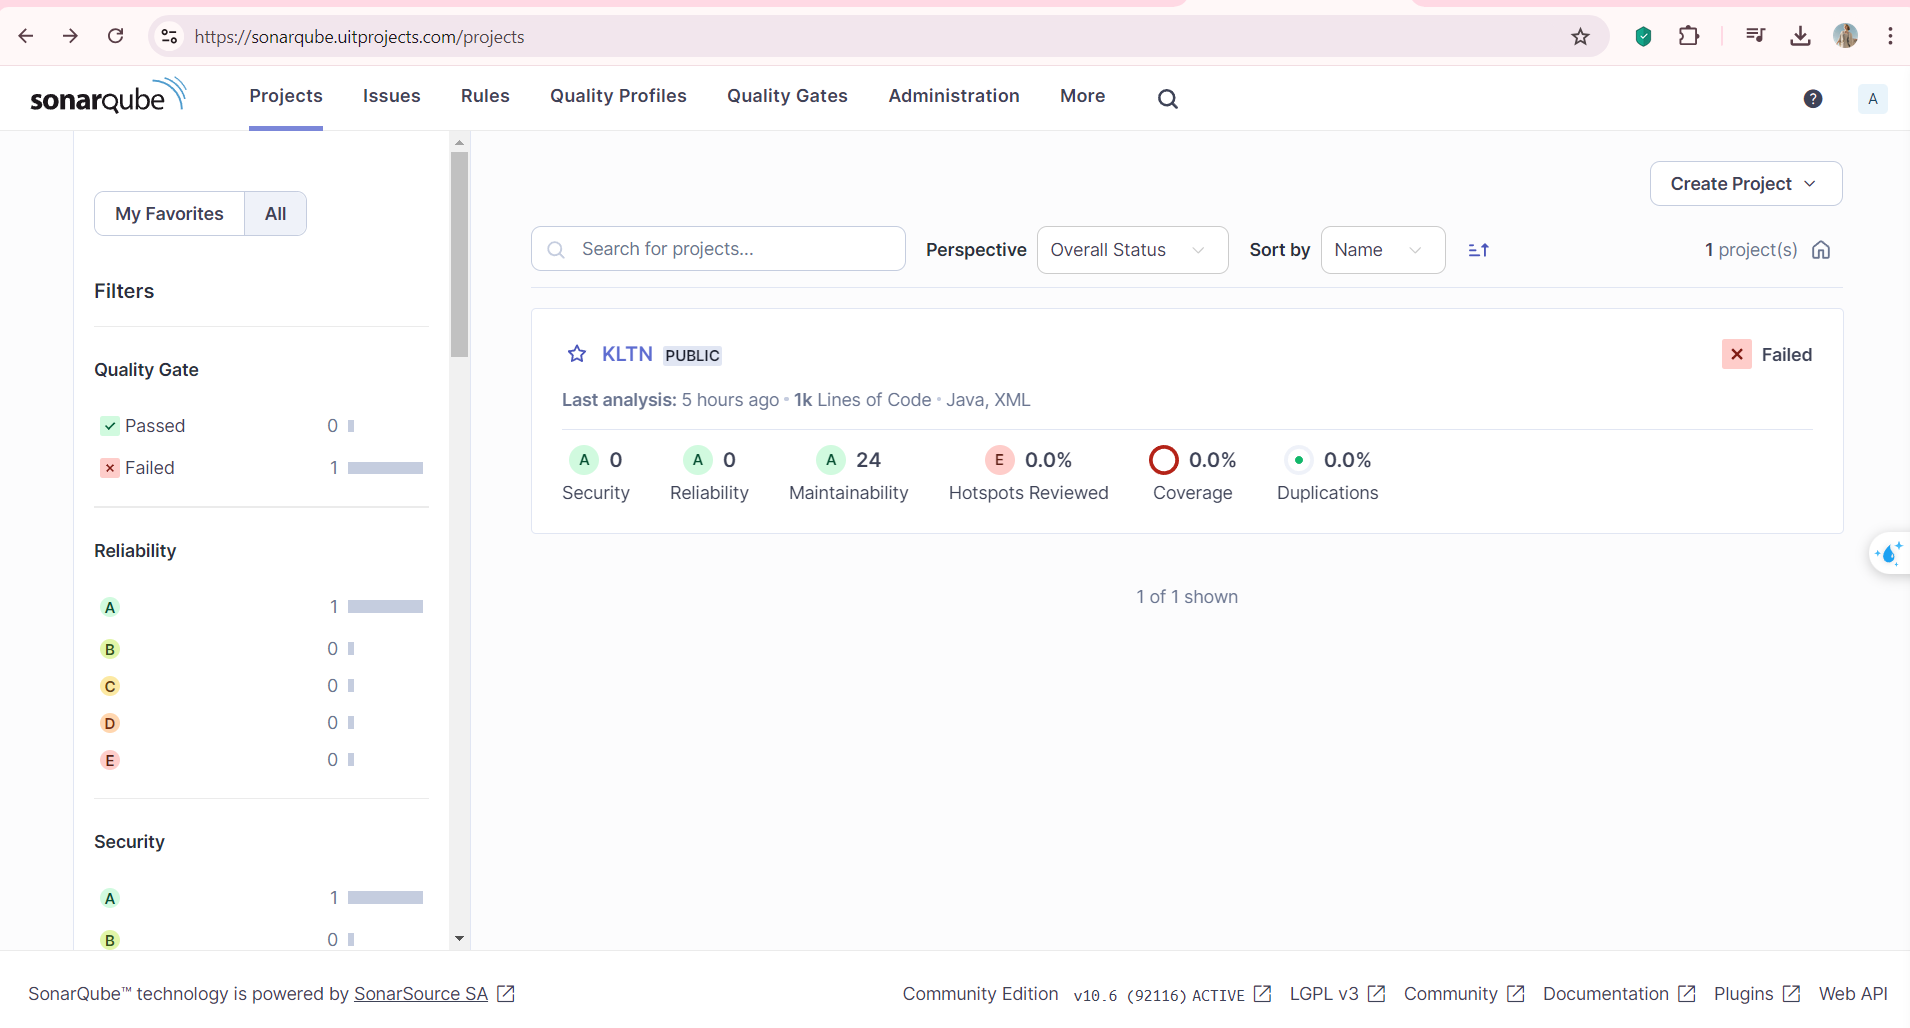 https://sonarqube.uitprojects.com/projects
sonarqube
Projects
Issues
Rules
Quality Profiles
Quality Gates
Administration
More
?
A
My Favorites
All
Filters
Quality Gate
Passed 0
Failed 1
Reliability
A 1
B 0
C 0
D 0
E 0
Security
A 1
B 0
Create Project
Search for projects...
Perspective
Overall Status
Sort by
Name
1 project(s)
KLTN PUBLIC
Failed
Last analysis: 5 hours ago • 1k Lines of Code • Java, XML
A 0
Security
A 0
Reliability
A 24
Maintainability
E 0.0%
Hotspots Reviewed
0.0%
Coverage
0.0%
Duplications
1 of 1 shown
SonarQube™ technology is powered by SonarSource SA
Community Edition
v10.6 (92116) ACTIVE
LGPL v3
Community
Documentation
Plugins
Web API